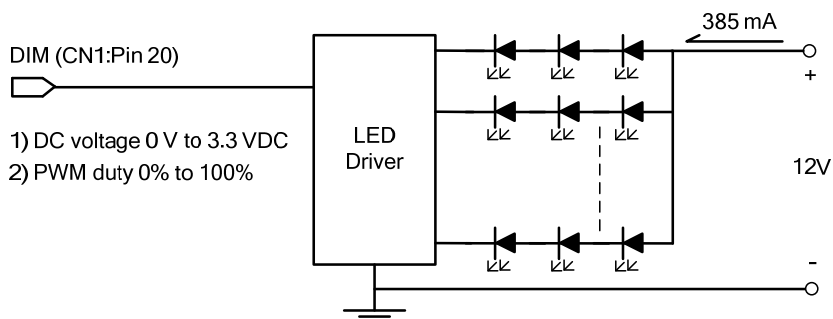 385 mA
DIM (CN1:Pin 20)
+
1) DC voltage 0 V to 3.3 VDC
2) PWM duty 0% to 100%
LED
Driver
12V
-